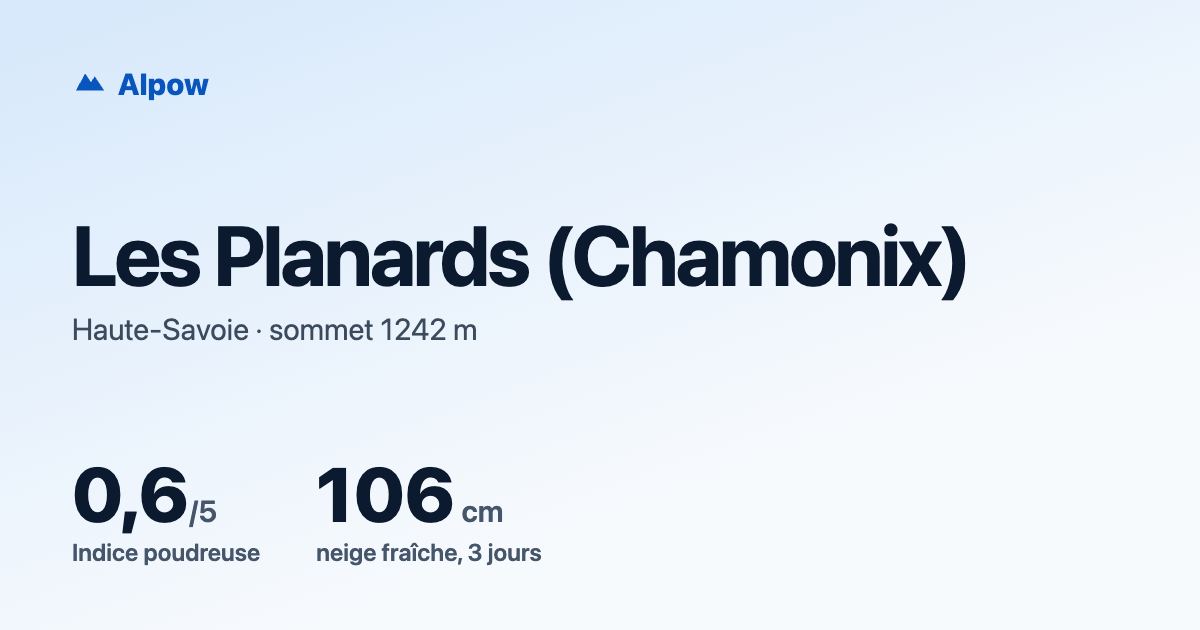 Alpow
Les Planards (Chamonix)
Haute-Savoie · sommet 1242 m
0,6/5 106 cm
Indice poudreuse neige fraîche, 3 jours